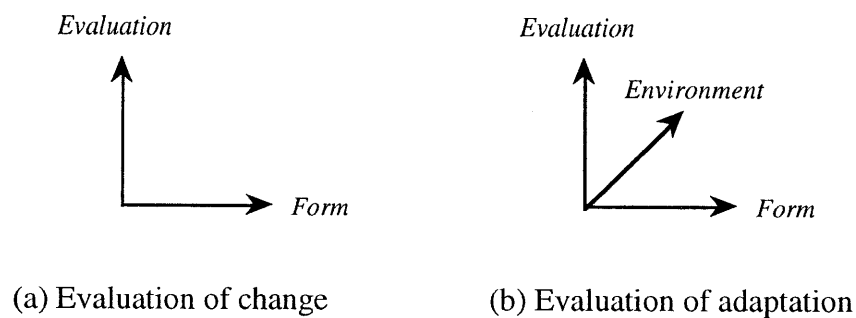 Evaluation
Form
(a) Evaluation of change
Evaluation
Environment
Form
(b) Evaluation of adaptation